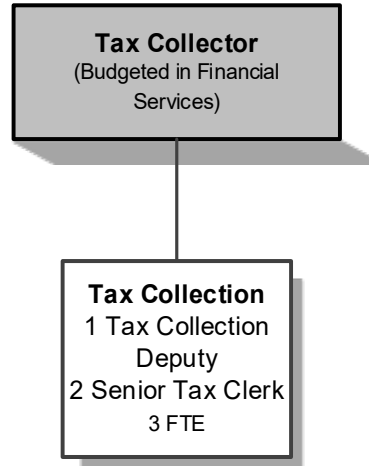 Tax Collector
(Budgeted in Financial
Services)
Tax Collection
1 Tax Collection
Deputy
2 Senior Tax Clerk
3 FTE